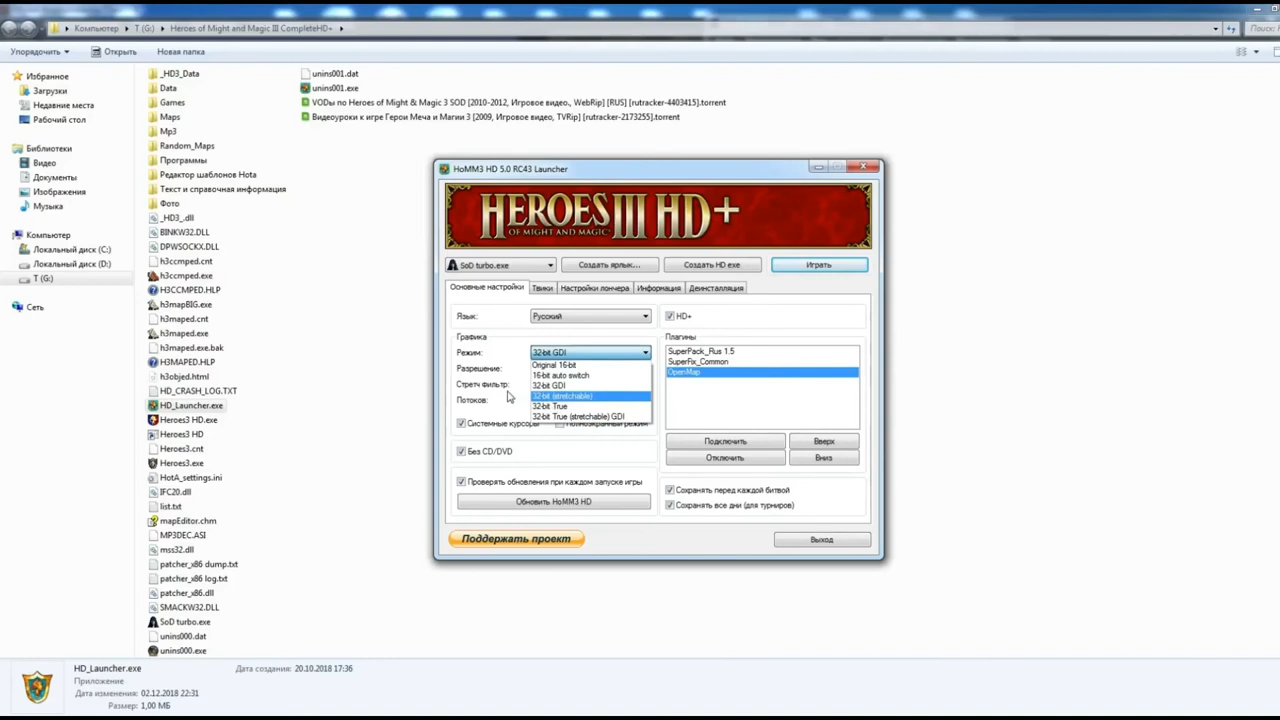 Компьютер ▸ T (G:) ▸ Heroes of Might and Magic III CompleteHD+ ▸
Упорядочить
Открыть
Новая папка
Избранное
Загрузки
Недавние места
Рабочий стол
Библиотеки
Видео
Документы
Изображения
Музыка
Компьютер
Локальный диск (C:)
Локальный диск (D:)
T (G:)
Сеть
_HD3_Data
Data
Games
Maps
Mp3
Random_Maps
Программы
Редактор шаблонов Hota
Текст и справочная информация
Фото
_HD3_.dll
BINKW32.DLL
DPWSOCKX.DLL
h3ccmped.cnt
h3ccmped.exe
H3CCMPED.HLP
h3mapBIG.exe
h3maped.cnt
h3maped.exe
h3maped.exe.bak
H3MAPED.HLP
h3objed.html
HD_CRASH_LOG.TXT
HD_Launcher.exe
Heroes3 HD.exe
Heroes3 HD
Heroes3.cnt
Heroes3.exe
HotA_settings.ini
IFC20.dll
list.txt
mapEditor.chm
MP3DEC.ASI
mss32.dll
patcher_x86 dump.txt
patcher_x86 log.txt
patcher_x86.dll
SMACKW32.DLL
SoD turbo.exe
unins000.dat
unins000.exe
unins001.dat
unins001.exe
VODы по Heroes of Might & Magic 3 SOD [2010-2012, Игровое видео., WebRip] [RUS] [rutracker-4403415].torrent
Видеоуроки к игре Герои Меча и Магии 3 [2009, Игровое видео, TVRip] [rutracker-2173255].torrent
HoMM3 HD 5.0 RC43 Launcher
HEROES III HD+
OF MIGHT AND MAGIC
SoD turbo.exe
Создать ярлык...
Создать HD exe
Играть
Основные настройки
Твики
Настройки лончера
Информация
Деинсталляция
Язык:
Русский
HD+
Графика
Режим:
32-bit GDI
Original 16-bit
16-bit auto switch
32-bit GDI
32-bit (stretchable)
32-bit True
32-bit True (stretchable) GDI
Разрешение:
Стретч фильтр:
Потоков:
Системные курсоры
Полноэкранный режим
Без CD/DVD
Проверять обновления при каждом запуске игры
Обновить HoMM3 HD
Плагины
SuperPack_Rus 1.5
SuperFix_Common
OpenMap
Подключить
Вверх
Отключить
Вниз
Сохранять перед каждой битвой
Сохранять все дни (для турниров)
Поддержать проект
Выход
HD_Launcher.exe
Дата создания: 20.10.2018 17:36
Приложение
Дата изменения: 02.12.2018 22:31
Размер: 1,00 МБ